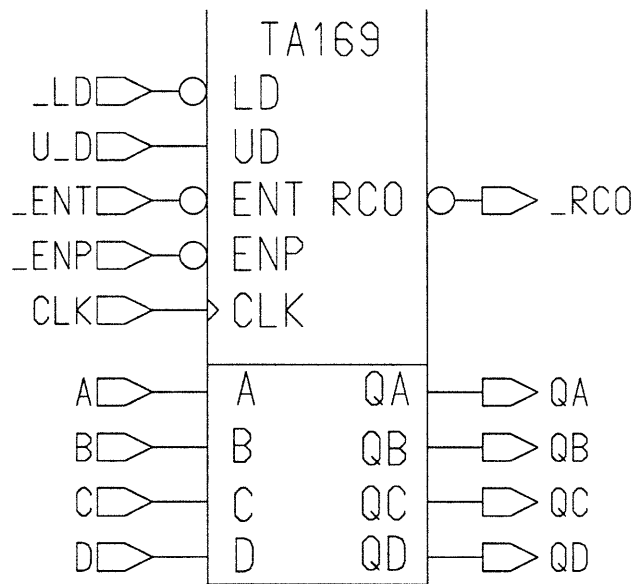 TA169
_LD LD
U_D UD
_ENT ENT RCO _RCO
_ENP ENP
CLK CLK
A A QA QA
B B QB QB
C C QC QC
D D QD QD